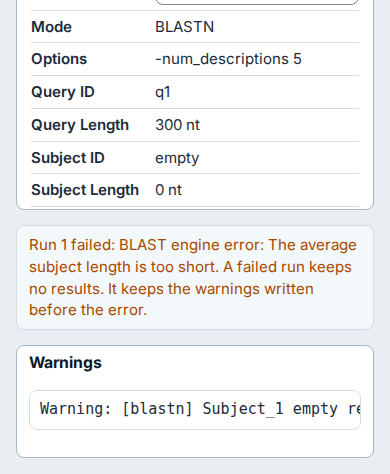 Mode BLASTN
Options -num_descriptions 5
Query ID q1
Query Length 300 nt
Subject ID empty
Subject Length 0 nt
Run 1 failed: BLAST engine error: The average
subject length is too short. A failed run keeps
no results. It keeps the warnings written
before the error.
Warnings
Warning: [blastn] Subject_1 empty